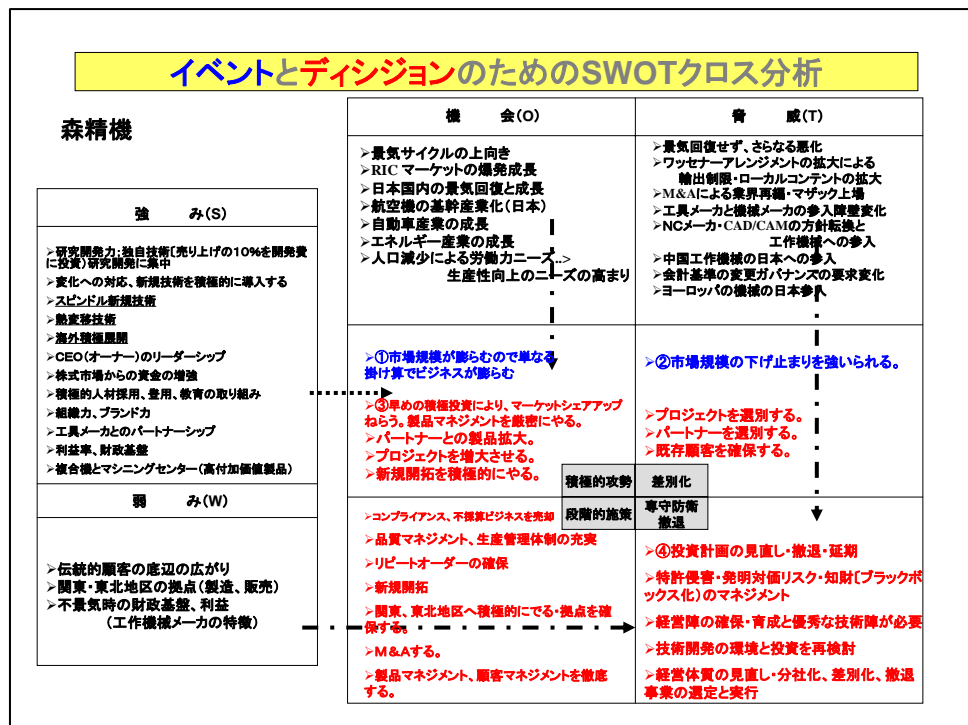 イベントとディシジョンのためのSWOTクロス分析
森精機
機　会(O)
➢景気サイクルの上向き
➢RIC マーケットの爆発成長
➢日本国内の景気回復と成長
➢航空機の基幹産業化(日本)
➢自動車産業の成長
➢エネルギー産業の成長
➢人口減少による労働力ニーズ..>
生産性向上のニーズの高まり
脅　威(T)
➢景気回復せず、さらなる悪化
➢ワッセナーアレンジメントの拡大による
輸出制限・ローカルコンテントの拡大
➢M&Aによる業界再編・マザック上場
➢工具メーカと機械メーカの参入障壁変化
➢NCメーカ・CAD/CAMの方針転換と
工作機械への参入
➢中国工作機械の日本への参入
➢会計基準の変更ガバナンスの要求変化
➢ヨーロッパの機械の日本参入
強　み(S)
➢研究開発力:独自技術〔売り上げの10%を開発費
に投資〕研究開発に集中
➢変化への対応、新規技術を積極的に導入する
➢スピンドル新規技術
➢熱変移技術
➢海外積極展開
➢CEO(オーナー)のリーダーシップ
➢株式市場からの資金の増強
➢積極的人材採用、登用、教育の取り組み
➢組織力、ブランド力
➢工具メーカとのパートナーシップ
➢利益率、財政基盤
➢複合機とマシニングセンター(高付加価値製品)
➢①市場規模が膨らむので単なる
掛け算でビジネスが膨らむ
➢③早めの積極投資により、マーケットシェアアップ
ねらう。製品マネジメントを厳密にやる。
➢パートナーとの製品拡大。
➢プロジェクトを増大させる。
➢新規開拓を積極的にやる。
➢②市場規模の下げ止まりを強いられる。
➢プロジェクトを選別する。
➢パートナーを選別する。
➢既存顧客を確保する。
積極的攻勢
差別化
段階的施策
専守防衛
撤退
弱　み(W)
➢伝統的顧客の底辺の広がり
➢関東・東北地区の拠点(製造、販売)
➢不景気時の財政基盤、利益
(工作機械メーカの特徴)
➢コンプライアンス、不採算ビジネスを売却
➢品質マネジメント、生産管理体制の充実
➢リピートオーダーの確保
➢新規開拓
➢関東、東北地区へ積極的にでる・拠点を確
保する。
➢M&Aする。
➢製品マネジメント、顧客マネジメントを徹底
する。
➢④投資計画の見直し・撤退・延期
➢特許侵害・発明対価リスク・知財〔ブラックボ
ックス化〕のマネジメント
➢経営陣の確保・育成と優秀な技術陣が必要
➢技術開発の環境と投資を再検討
➢経営体質の見直し・分社化、差別化、撤退
事業の選定と実行